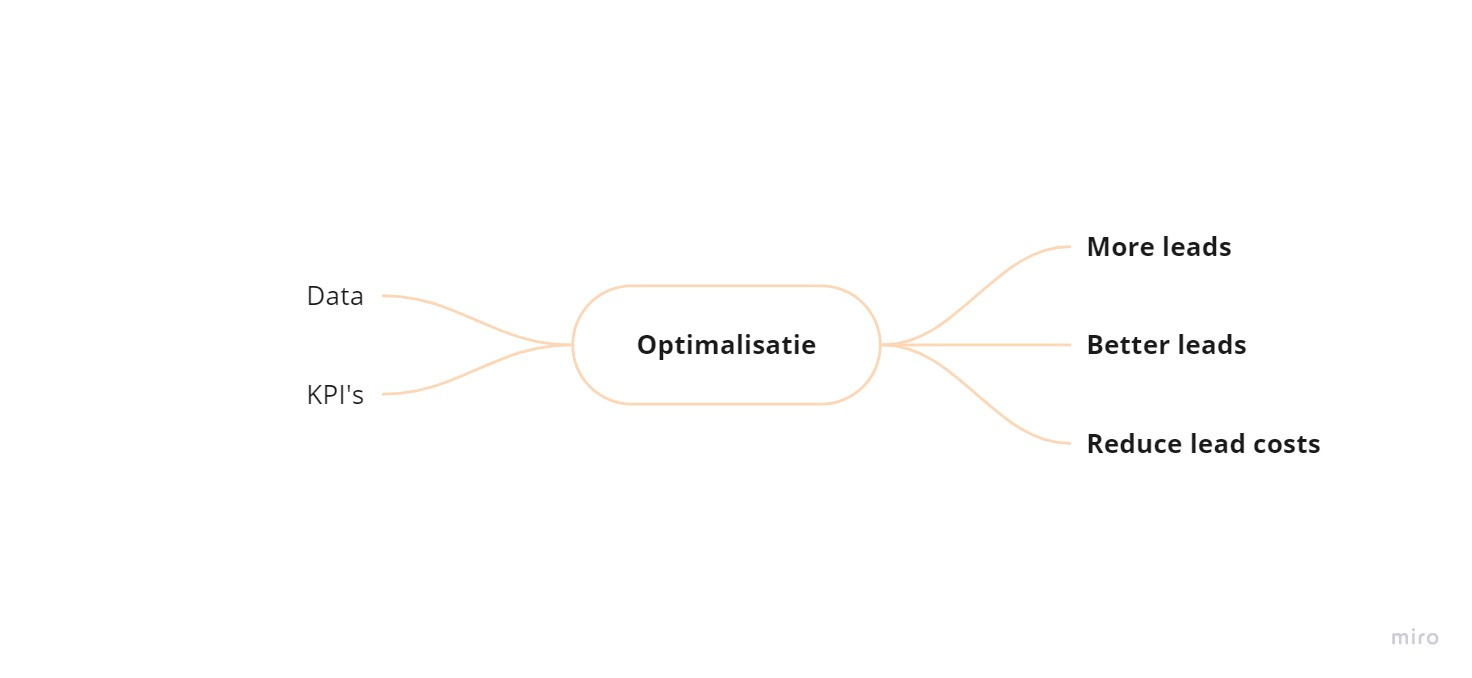 Data
KPI's
Optimalisatie
More leads
Better leads
Reduce lead costs
miro